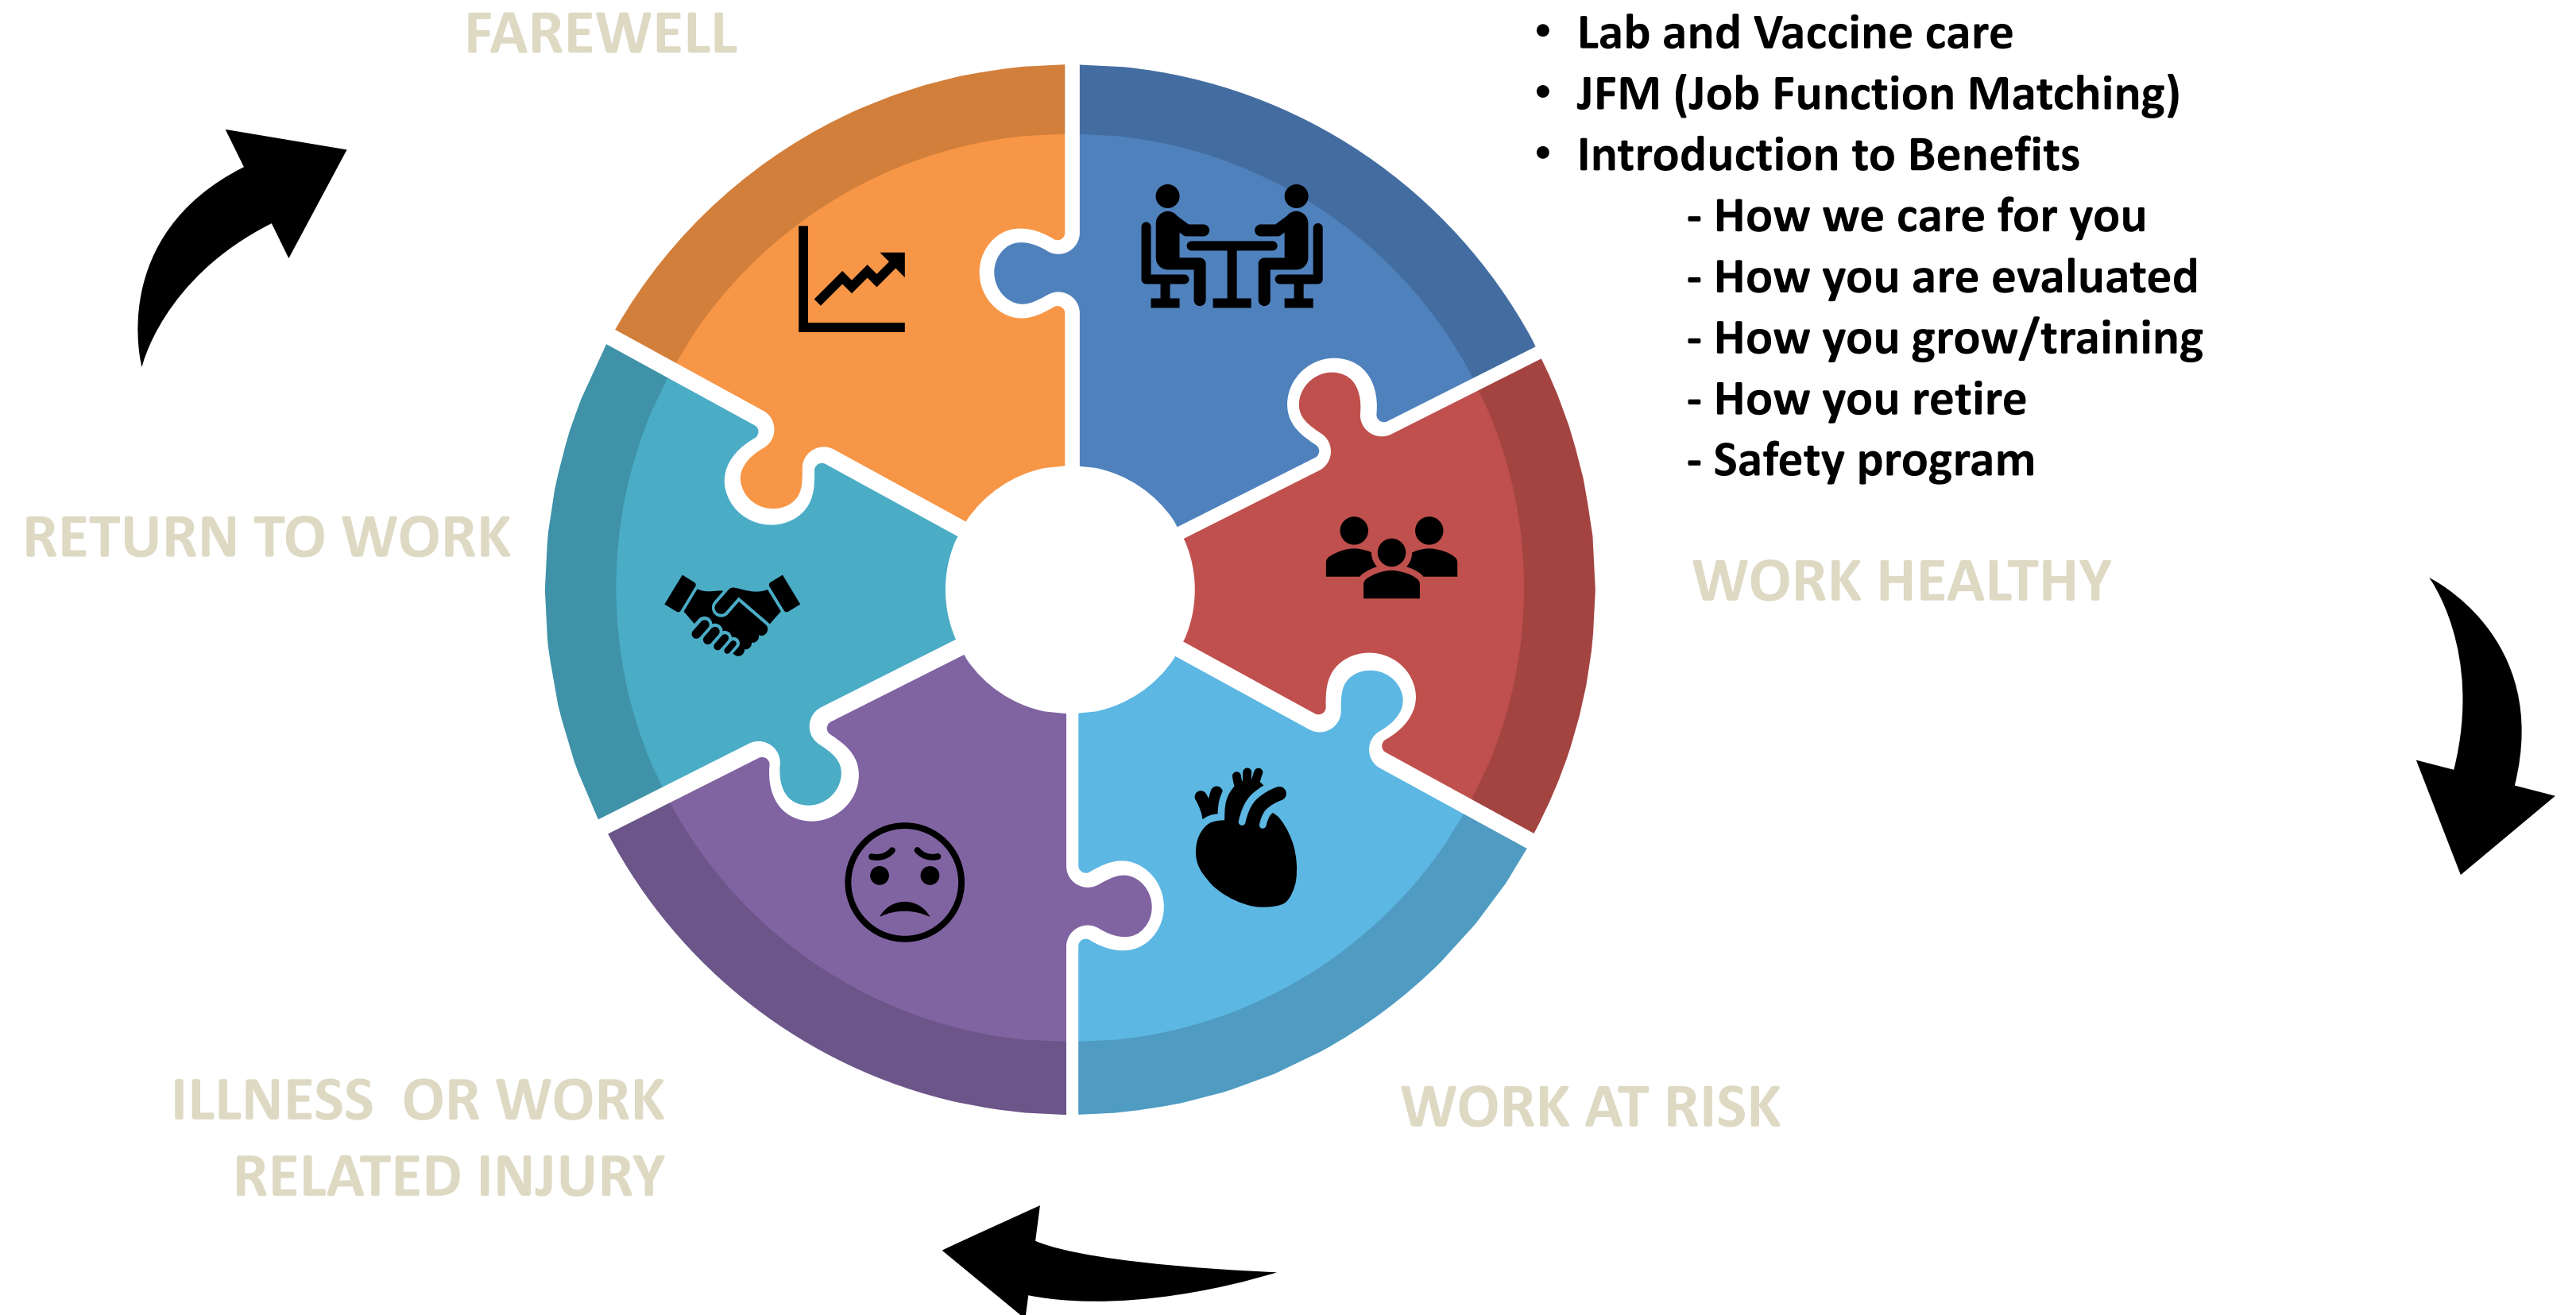 FAREWELL
• Lab and Vaccine care
• JFM (Job Function Matching)
• Introduction to Benefits
- How we care for you
- How you are evaluated
- How you grow/training
- How you retire
- Safety program
RETURN TO WORK
WORK HEALTHY
ILLNESS  OR WORK
RELATED INJURY
WORK AT RISK